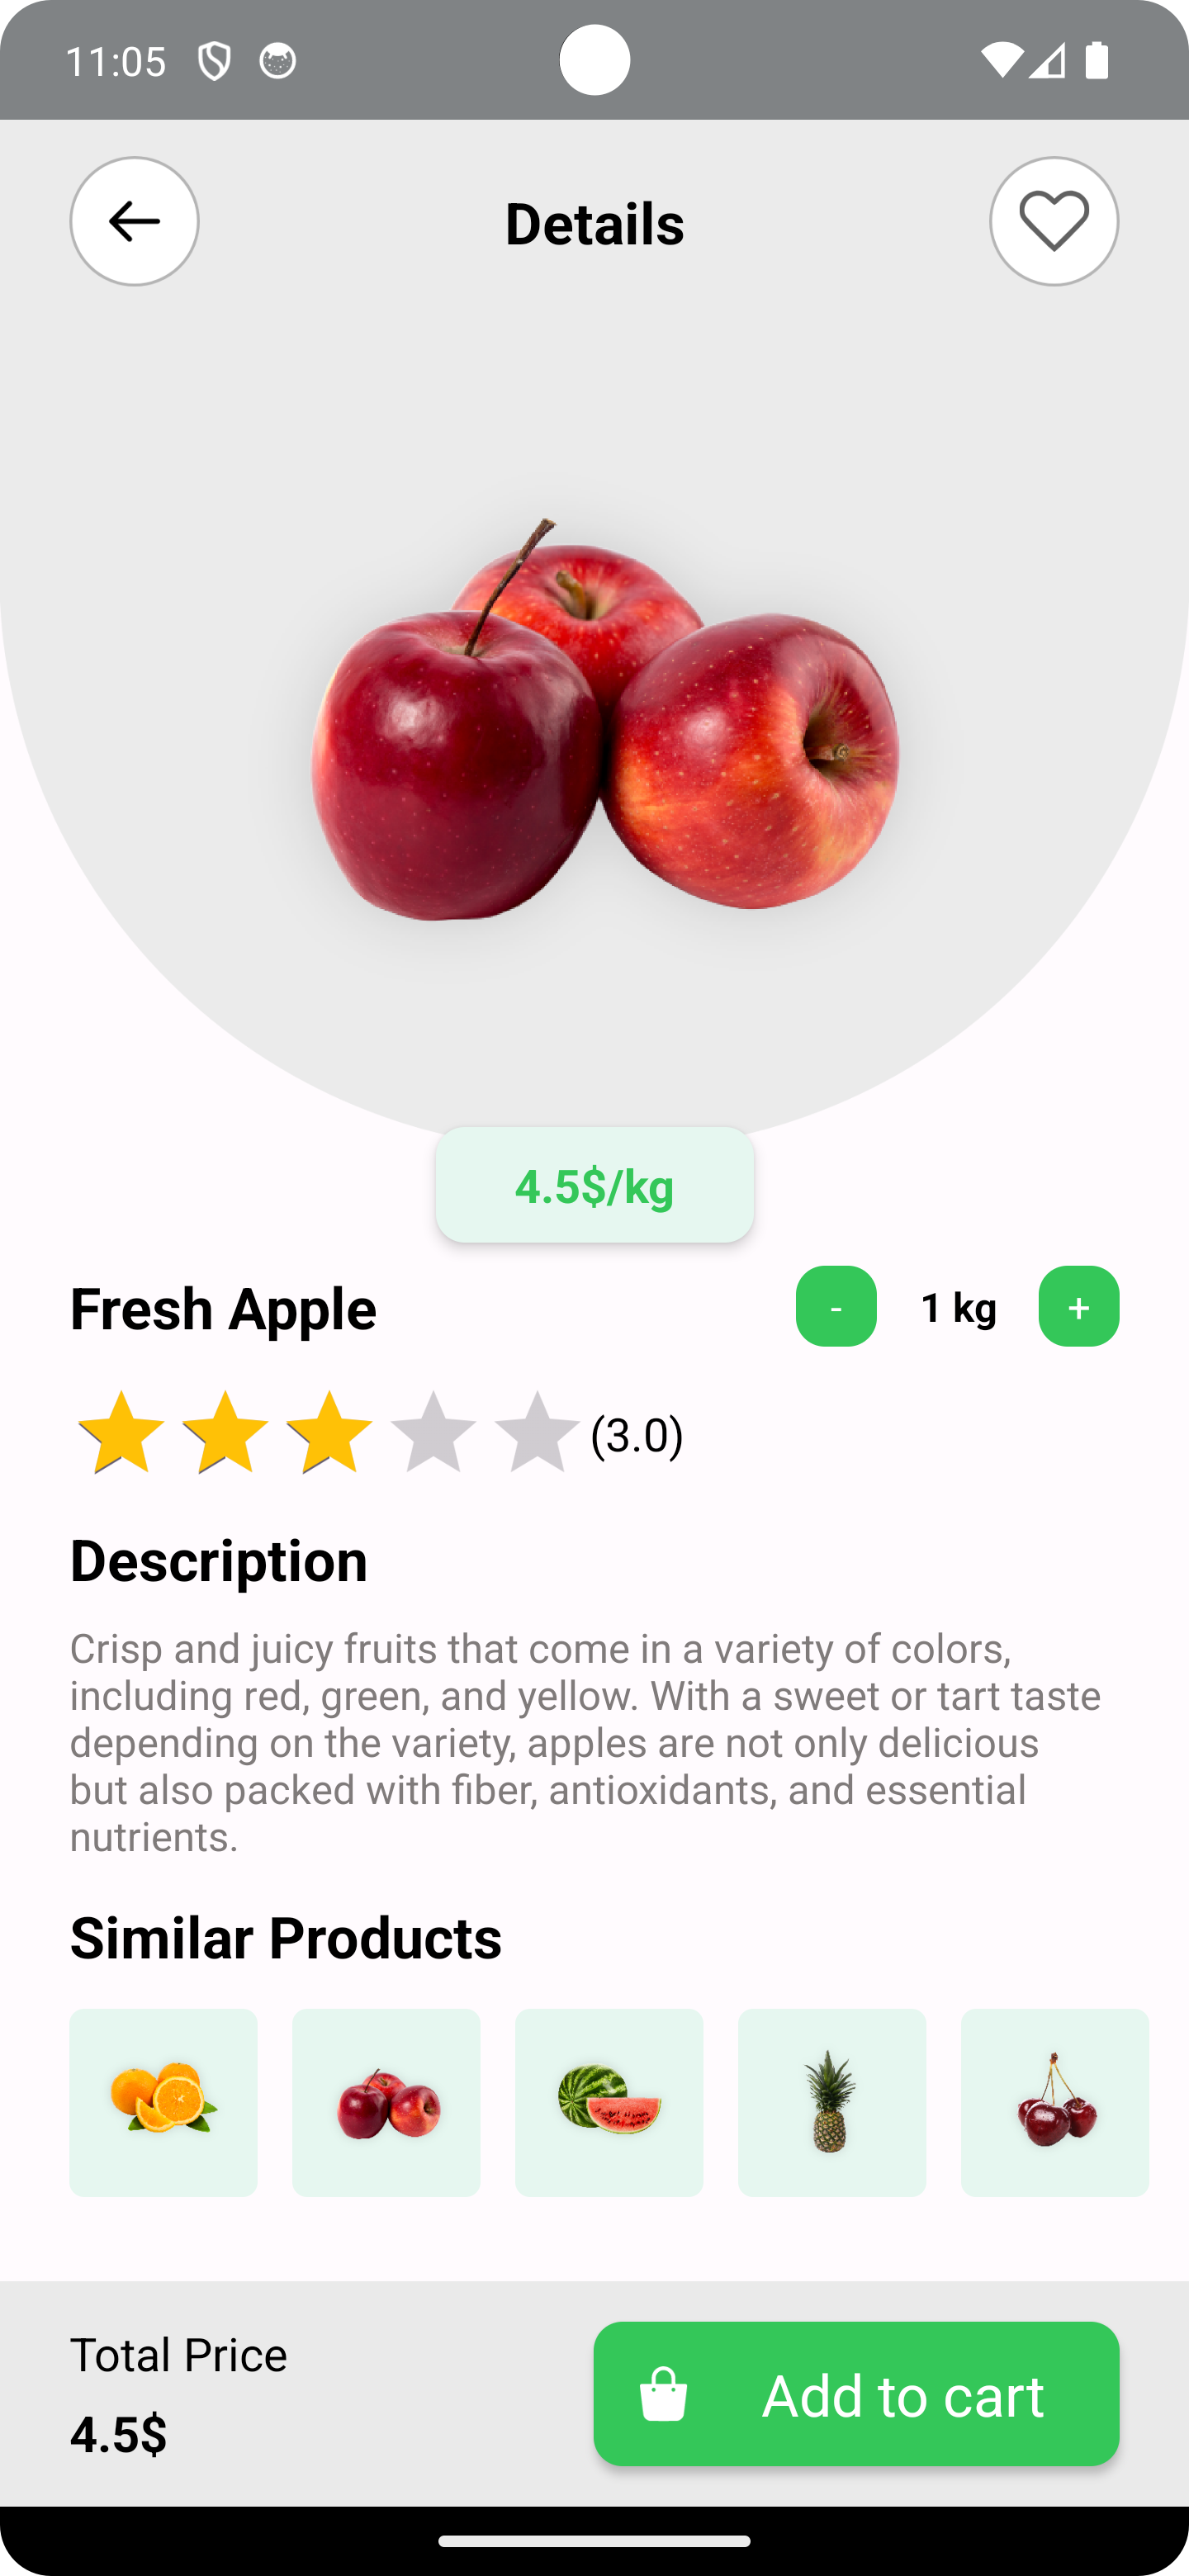 11:05
Details
4.5$/kg
Fresh Apple
- 1 kg +
(3.0)
Description
Crisp and juicy fruits that come in a variety of colors,
including red, green, and yellow. With a sweet or tart taste
depending on the variety, apples are not only delicious
but also packed with fiber, antioxidants, and essential
nutrients.
Similar Products
Total Price
4.5$
Add to cart